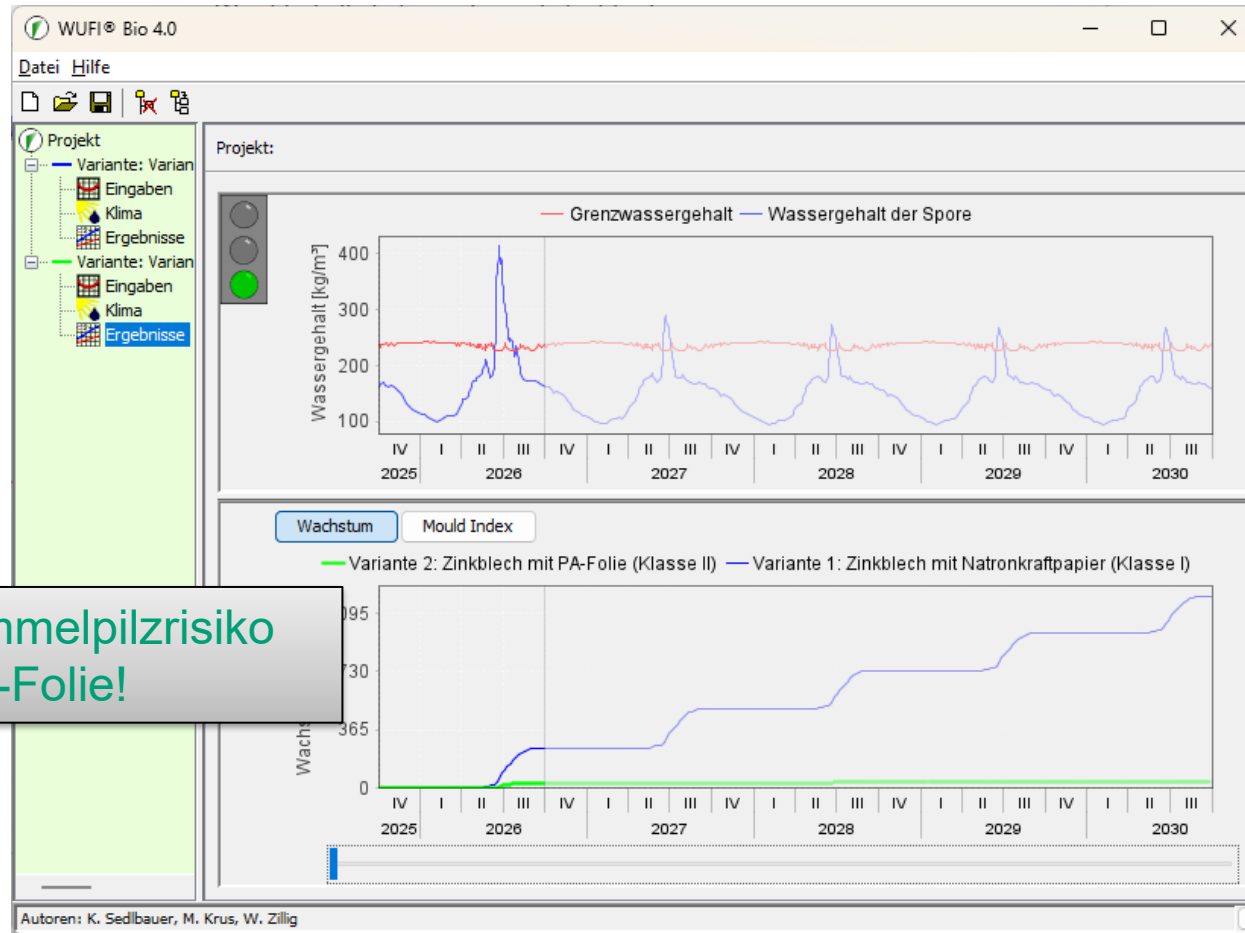 WUFI® Bio 4.0
Datei Hilfe
Projekt
Variante: Varian
Eingaben
Klima
Ergebnisse
Variante: Varian
Eingaben
Klima
Ergebnisse
Projekt:
Grenzwassergehalt Wassergehalt der Spore
Wassergehalt [kg/m³]
400
300
200
100
IV I II III IV I II III IV I II III IV I II III IV I II III
2025 2026 2027 2028 2029 2030
Wachstum Mould Index
Variante 2: Zinkblech mit PA-Folie (Klasse II) Variante 1: Zinkblech mit Natronkraftpapier (Klasse I)
Wachs
095
730
365
0
IV I II III IV I II III IV I II III IV I II III IV I II III
2025 2026 2027 2028 2029 2030
mmelpilzrisiko
-Folie!
Autoren: K. Sedlbauer, M. Krus, W. Zillig